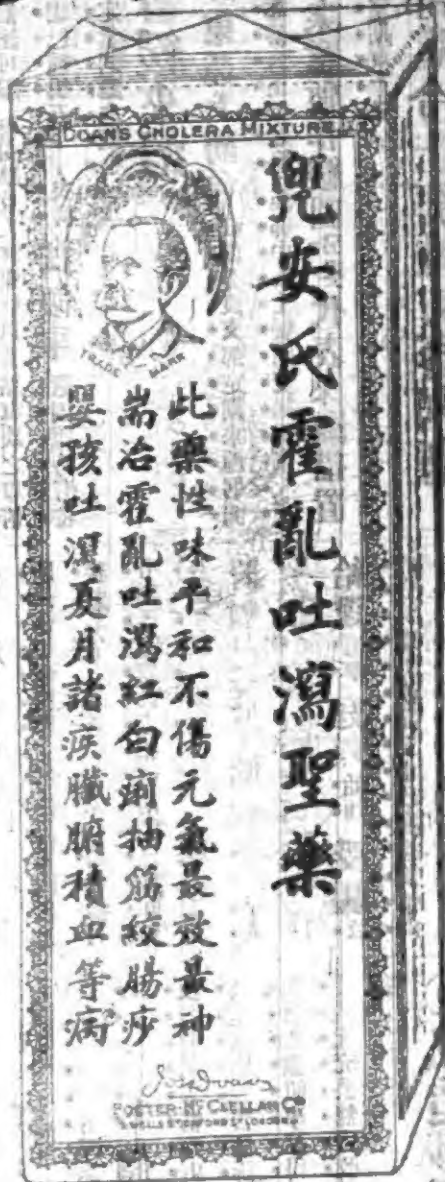 DOAN'S CHOLERA MIXTURE
TRADE MARK
兜安氏霍亂吐瀉聖藥
此藥性味平和不傷元氣最效最神
耑治霍亂吐瀉紅白痢抽筋絞腸痧
嬰孩吐瀉夏月諸疾臟腑積血等病
FOSTER-McCLELLAN Co